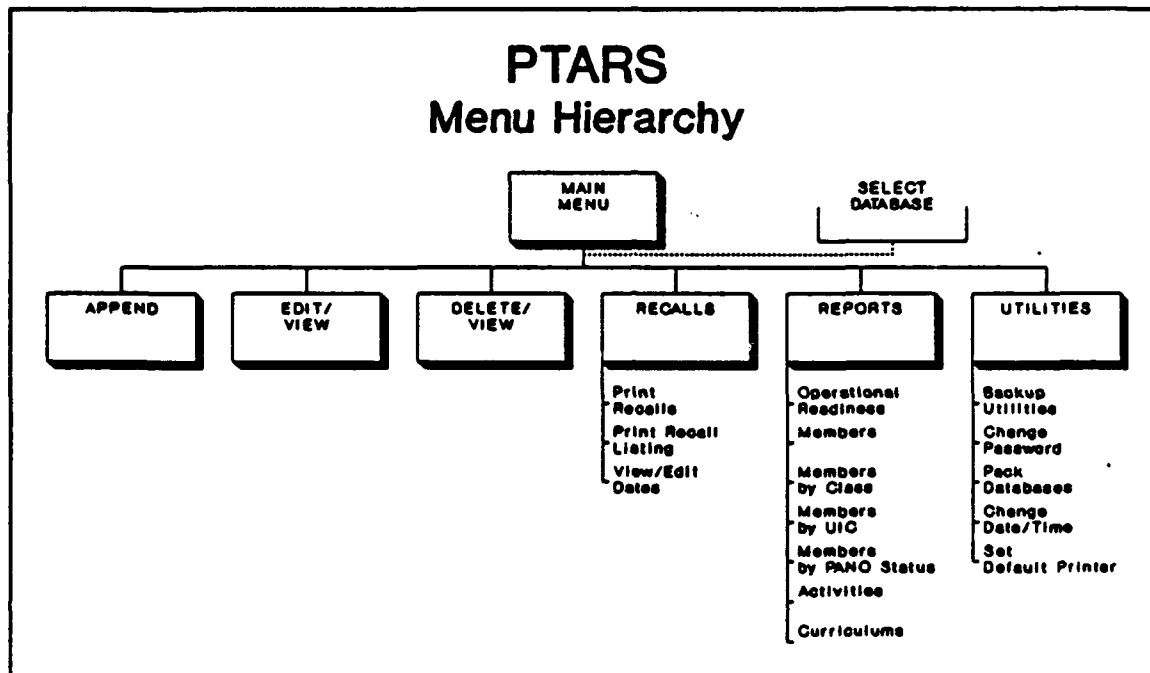 PTARS
Menu Hierarchy
MAIN
MENU
SELECT
DATABASE
APPEND
EDIT/
VIEW
DELETE/
VIEW
RECALLS
REPORTS
UTILITIES
Print
Recalls
Print Recall
Listing
View/Edit
Dates
Operational
Readiness
Members
Members
by Class
Members
by UIC
Members
by PANO Status
Activities
Curriculums
Backup
Utilities
Change
Password
Pack
Databases
Change
Date/Time
Set
Default Printer